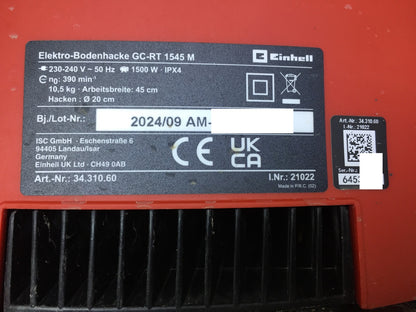 Elektro-Bodenhacke GC-RT 1545 M
Einhell
230-240 V ~ 50 Hz 1500 W · IPX4
n₀: 390 min⁻¹
10,5 kg · Arbeitsbreite: 45 cm
Hacken : Ø 20 cm
Bj./Lot-Nr.: 2024/09 AM-
ISC GmbH · Eschenstraße 6
94405 Landau/Isar
Germany
Einhell UK Ltd · CH49 0AB
CE
UK
CA
Art.-Nr.: 34.310.60
I.Nr.: 21022
Made in P.R.C. (02)
Art.-Nr.: 34.310.60
I.-Nr.: 21022
Ser.-Nr.: